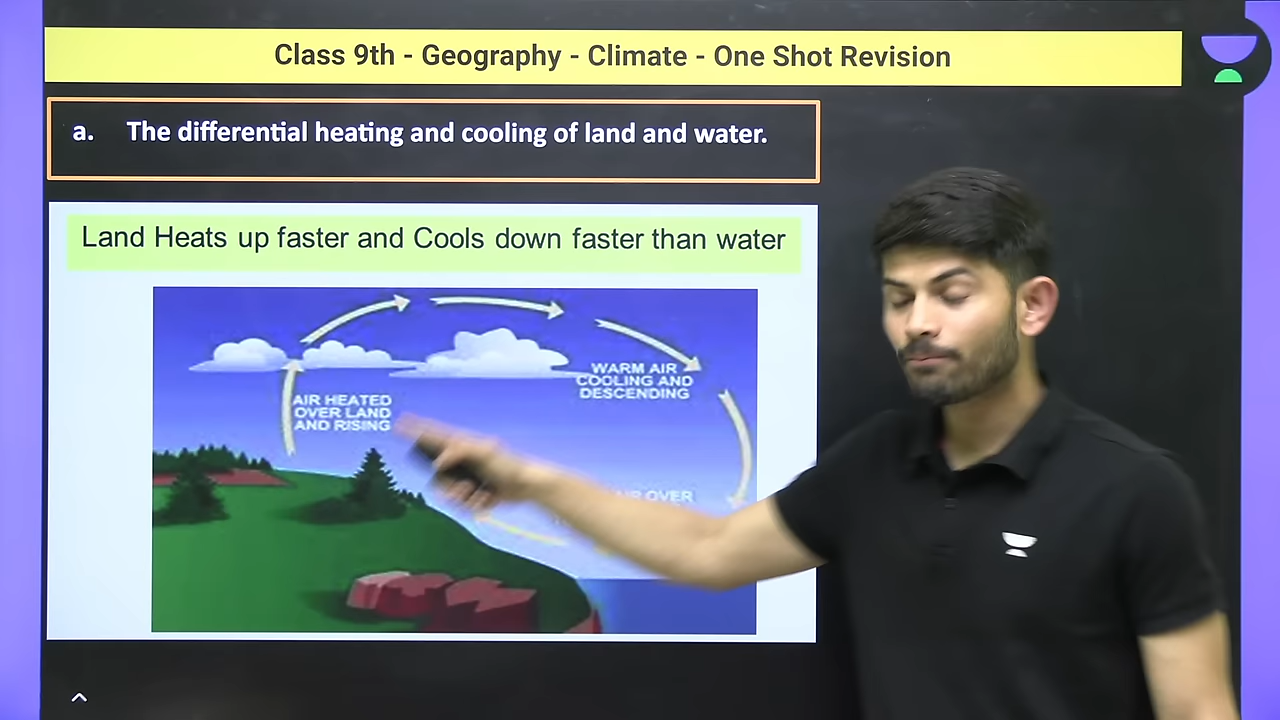 Class 9th - Geography - Climate - One Shot Revision
a. The differential heating and cooling of land and water.
Land Heats up faster and Cools down faster than water
AIR HEATED
OVER LAND
AND RISING
WARM AIR
COOLING AND
DESCENDING
OVER